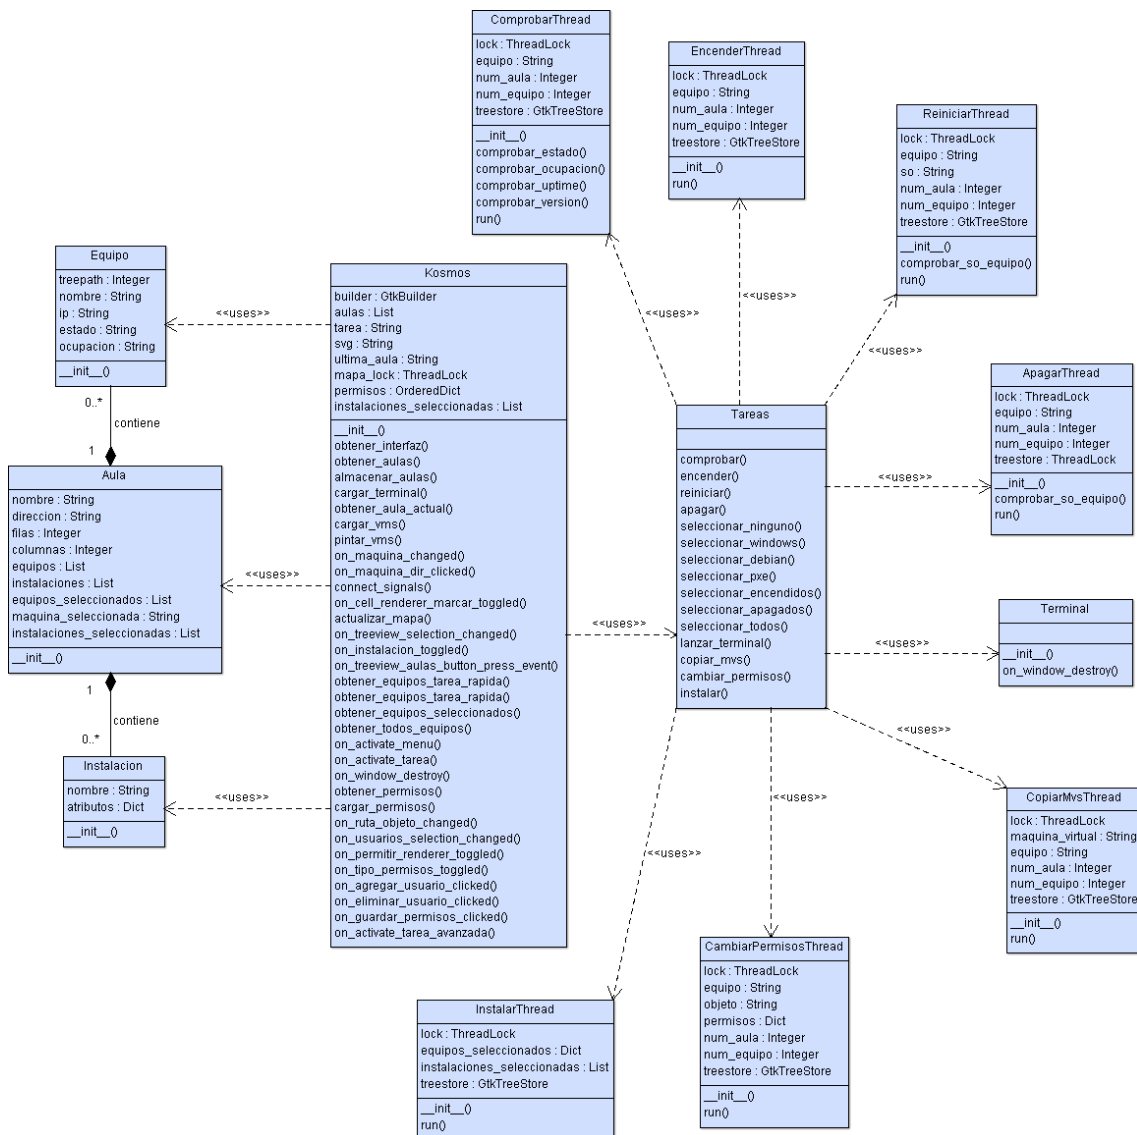 ComprobarThread
lock : ThreadLock
equipo : String
num_aula : Integer
num_equipo : Integer
treestore : GtkTreeStore
__init__()
comprobar_estado()
comprobar_ocupacion()
comprobar_uptime()
comprobar_version()
run()
EncenderThread
lock : ThreadLock
equipo : String
num_aula : Integer
num_equipo : Integer
treestore : GtkTreeStore
__init__()
run()
ReiniciarThread
lock : ThreadLock
equipo : String
so : String
num_aula : Integer
num_equipo : Integer
treestore : GtkTreeStore
__init__()
comprobar_so_equipo()
run()
Equipo
treepath : Integer
nombre : String
ip : String
estado : String
ocupacion : String
__init__()
<<uses>>
Kosmos
builder : GtkBuilder
aulas : List
tarea : String
svg : String
ultima_aula : String
mapa_lock : ThreadLock
permisos : OrderedDict
instalaciones_seleccionadas : List
__init__()
obtener_interfaz()
obtener_aulas()
almacenar_aulas()
cargar_terminal()
obtener_aula_actual()
cargar_vms()
pintar_vms()
on_maquina_changed()
on_maquina_dir_clicked()
connect_signals()
on_cell_renderer_marcar_toggled()
actualizar_mapa()
on_treeview_selection_changed()
on_instalacion_toggled()
on_treeview_aulas_button_press_event()
obtener_equipos_tarea_rapida()
obtener_equipos_tarea_rapida()
obtener_equipos_seleccionados()
obtener_todos_equipos()
on_activate_menu()
on_activate_tarea()
on_window_destroy()
obtener_permisos()
cargar_permisos()
on_ruta_objeto_changed()
on_usuarios_selection_changed()
on_permitir_renderer_toggled()
on_tipo_permisos_toggled()
on_agregar_usuario_clicked()
on_eliminar_usuario_clicked()
on_guardar_permisos_clicked()
on_activate_tarea_avanzada()
<<uses>>
<<uses>>
<<uses>>
0..*
contiene
1
Aula
nombre : String
direccion : String
filas : Integer
columnas : Integer
equipos : List
instalaciones : List
equipos_seleccionados : List
maquina_seleccionada : String
instalaciones_seleccionadas : List
__init__()
<<uses>>
1
contiene
0..*
Instalacion
nombre : String
atributos : Dict
__init__()
<<uses>>
<<uses>>
Tareas
comprobar()
encender()
reiniciar()
apagar()
seleccionar_ninguno()
seleccionar_windows()
seleccionar_debian()
seleccionar_pxe()
seleccionar_encendidos()
seleccionar_apagados()
seleccionar_todos()
lanzar_terminal()
copiar_mvs()
cambiar_permisos()
instalar()
<<uses>>
ApagarThread
lock : ThreadLock
equipo : String
num_aula : Integer
num_equipo : Integer
treestore : ThreadLock
__init__()
comprobar_so_equipo()
run()
<<uses>>
Terminal
__init__()
on_window_destroy()
<<uses>>
<<uses>>
<<uses>>
CopiarMvsThread
lock : ThreadLock
maquina_virtual : String
equipo : String
num_aula : Integer
num_equipo : Integer
treestore : GtkTreeStore
__init__()
run()
CambiarPermisosThread
lock : ThreadLock
equipo : String
objeto : String
permisos : Dict
num_aula : Integer
num_equipo : Integer
treestore : GtkTreeStore
__init__()
run()
InstalarThread
lock : ThreadLock
equipos_seleccionados : Dict
instalaciones_seleccionadas : List
treestore : GtkTreeStore
__init__()
run()